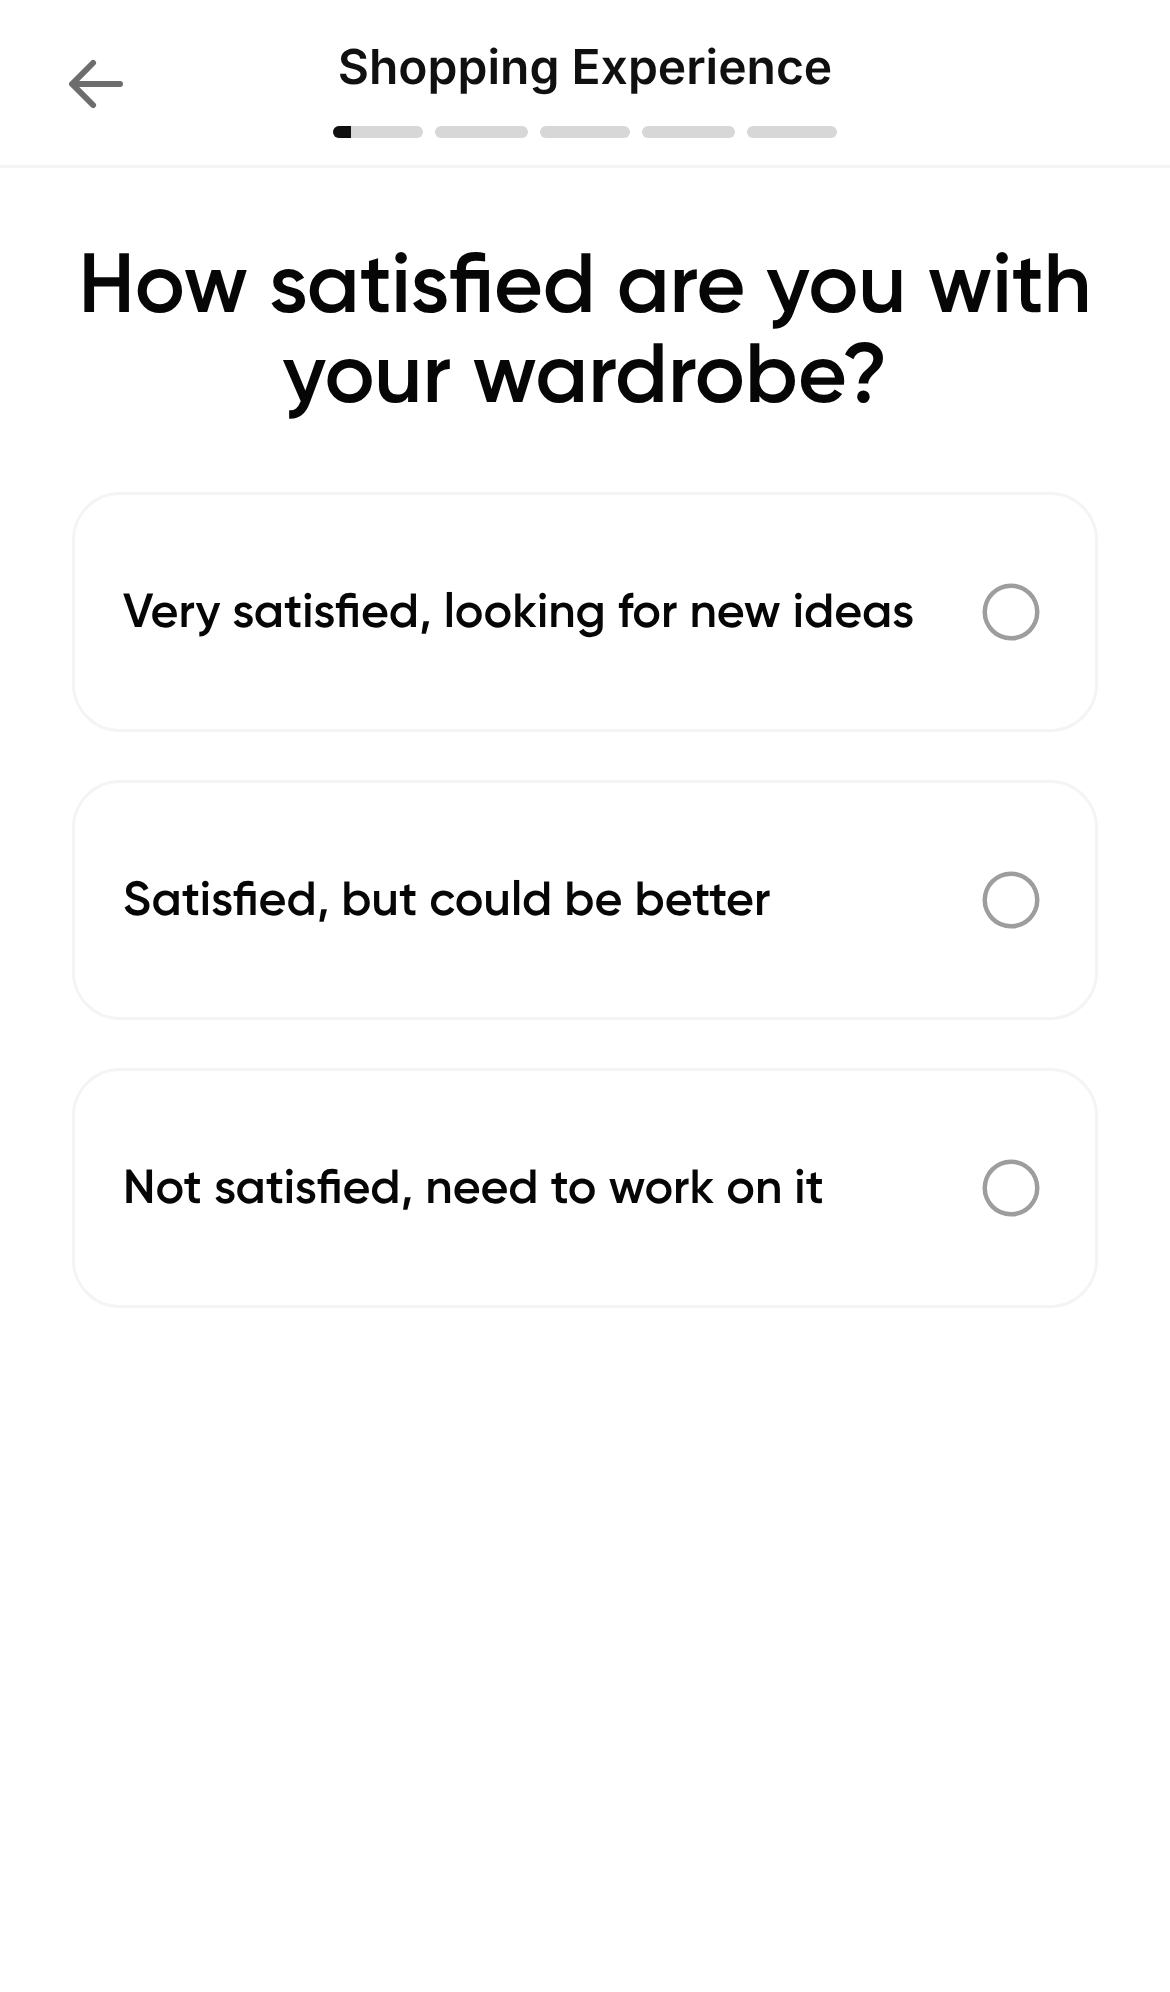 Shopping Experience
How satisfied are you with
your wardrobe?
Very satisfied, looking for new ideas
Satisfied, but could be better
Not satisfied, need to work on it